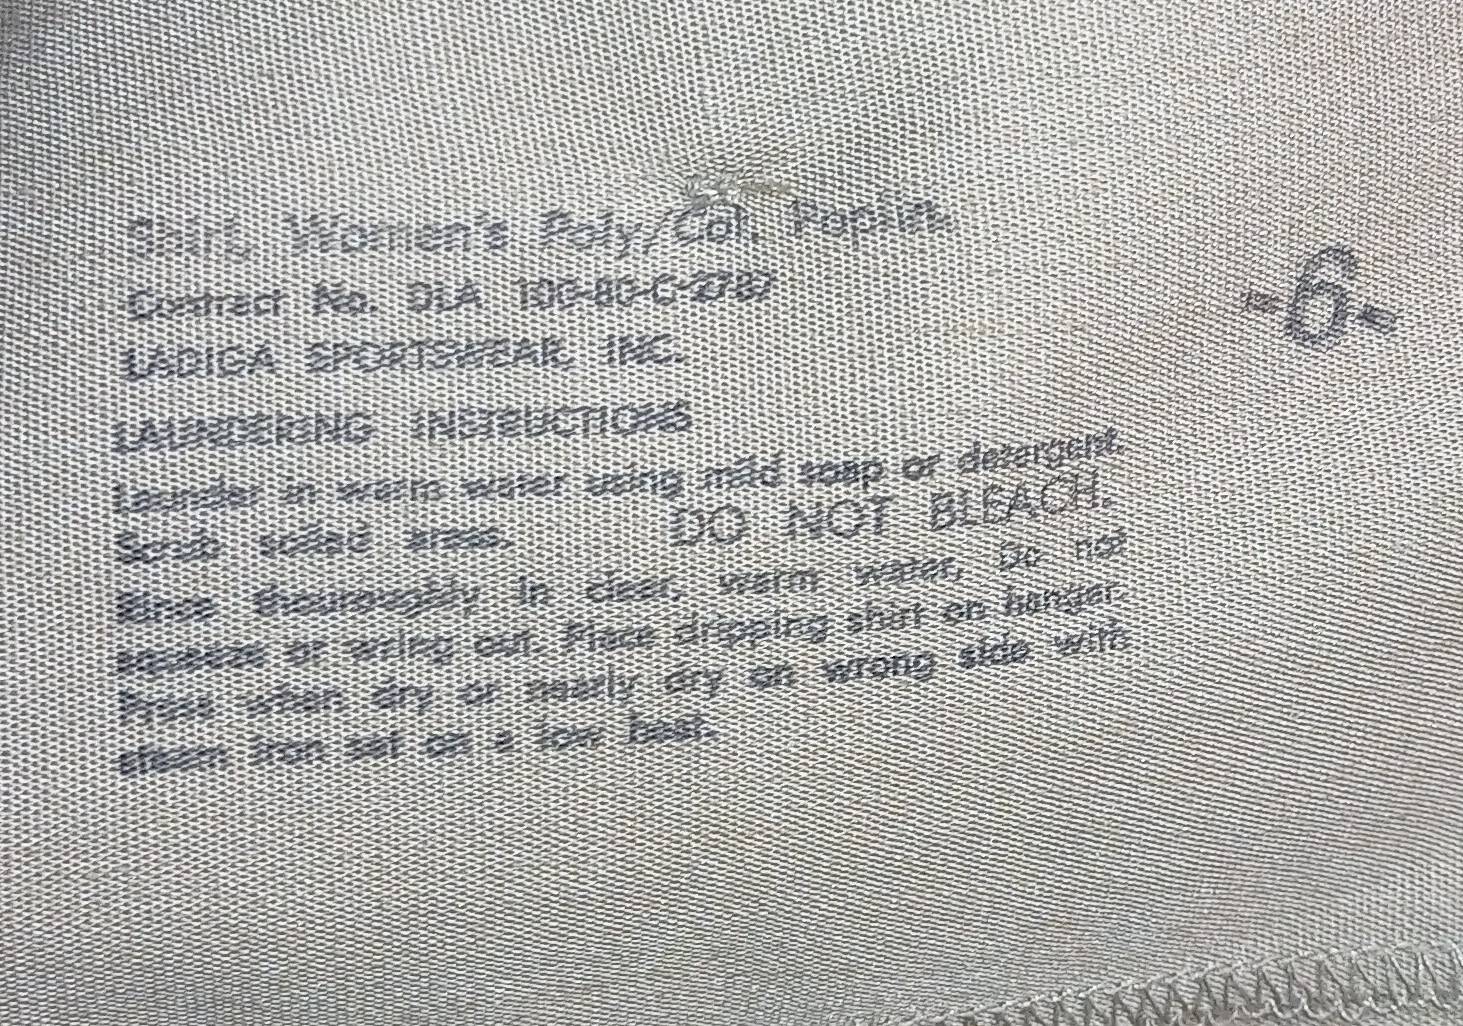 Shirt, Women's Poly/Cot. Poplin
Contract No. DLA 100-80-C-2787
LADIGA SPORTSWEAR, INC.
LAUNDERING INSTRUCTIONS
Launder in warm water using mild soap or detergent.
Scrub soiled areas. DO NOT BLEACH.
Rinse thouroughly in clear, warm water, Do not
squeeze or wring out. Place dripping shirt on hanger.
Press when dry or nearly dry on wrong side with
steam iron set on a low heat.
6